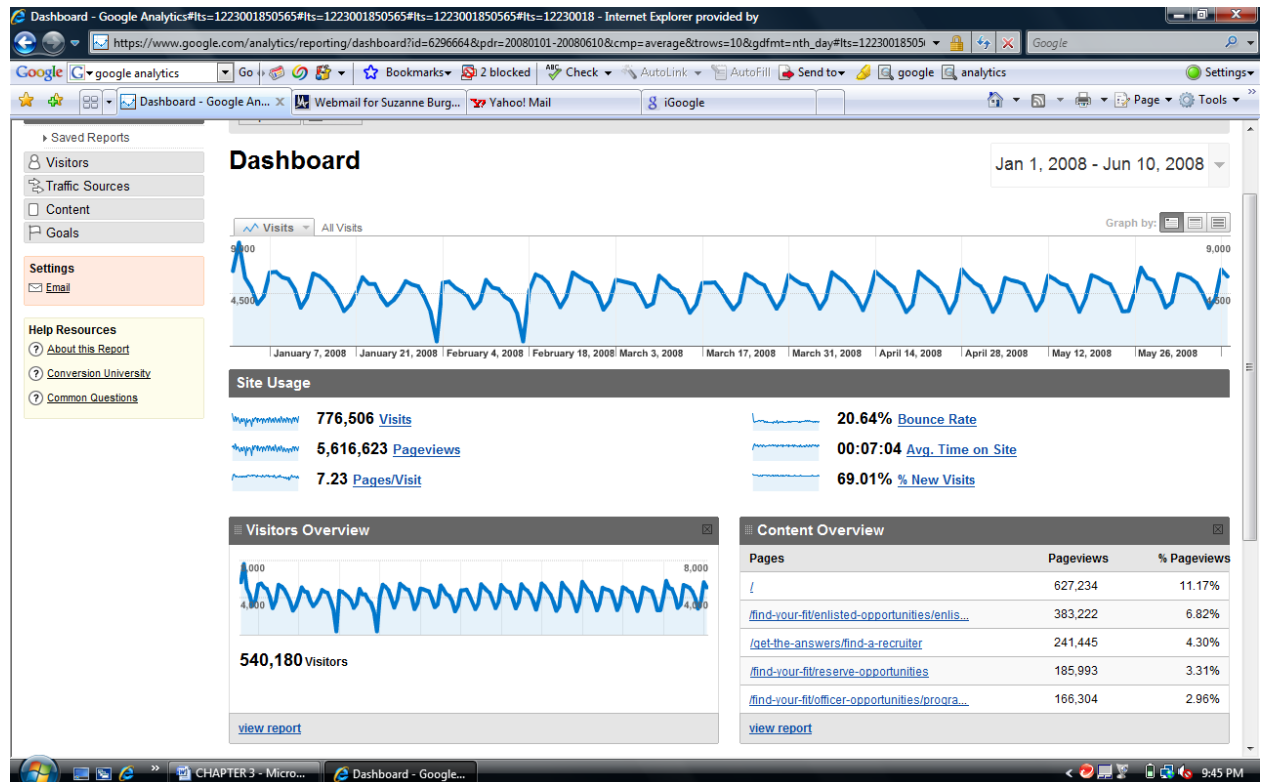 Dashboard - Google Analytics#lts=1223001850565#lts=1223001850565#lts=1223001850565#lts=12230018 - Internet Explorer provided by
https://www.google.com/analytics/reporting/dashboard?id=6296664&pdr=20080101-20080610&cmp=average&trows=10&gdfmt=nth_day#lts=1223001850
Google
Google google analytics Go Bookmarks 2 blocked ABC Check AutoLink AutoFill Send to google analytics Settings
Dashboard - Google An... X Webmail for Suzanne Burg... Yahoo! Mail iGoogle Page Tools
Saved Reports
Visitors
Traffic Sources
Content
Goals
Settings
Email
Help Resources
About this Report
Conversion University
Common Questions
Dashboard
Jan 1, 2008 - Jun 10, 2008
Visits All Visits
Graph by:
9,000 9,000
4,500 4,500
January 7, 2008 January 21, 2008 February 4, 2008 February 18, 2008 March 3, 2008 March 17, 2008 March 31, 2008 April 14, 2008 April 28, 2008 May 12, 2008 May 26, 2008
Site Usage
776,506 Visits
5,616,623 Pageviews
7.23 Pages/Visit
20.64% Bounce Rate
00:07:04 Avg. Time on Site
69.01% % New Visits
Visitors Overview
8,000
4,000 4,000
540,180 Visitors
view report
Content Overview
Pages Pageviews % Pageviews
/ 627,234 11.17%
/find-your-fit/enlisted-opportunities/enlis... 383,222 6.82%
/get-the-answers/find-a-recruiter 241,445 4.30%
/find-your-fit/reserve-opportunities 185,993 3.31%
/find-your-fit/officer-opportunities/progra... 166,304 2.96%
view report
CHAPTER 3 - Micro... Dashboard - Google... 9:45 PM